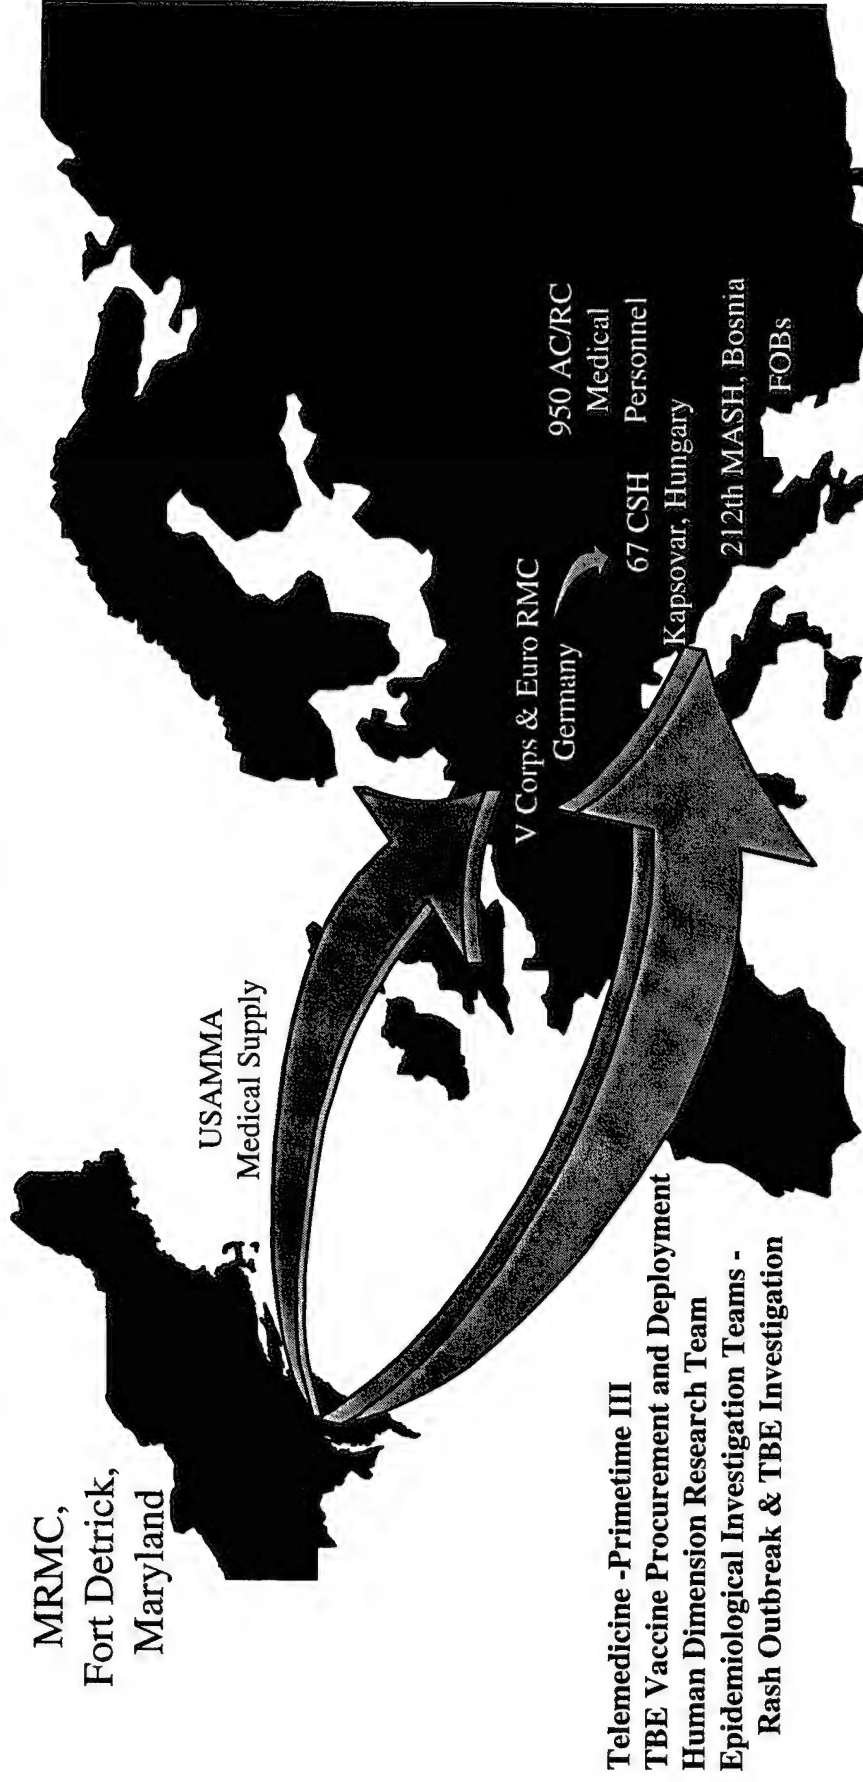 MRMC,
Fort Detrick,
Maryland
USAMMA
Medical Supply
V Corps & Euro RMC
Germany
950 AC/RC
Medical
Personnel
67 CSH
Kapsovar, Hungary
212th MASH, Bosnia
FOBs
Telemedicine -Primetime III
TBE Vaccine Procurement and Deployment
Human Dimension Research Team
Epidemiological Investigation Teams -
Rash Outbreak & TBE Investigation